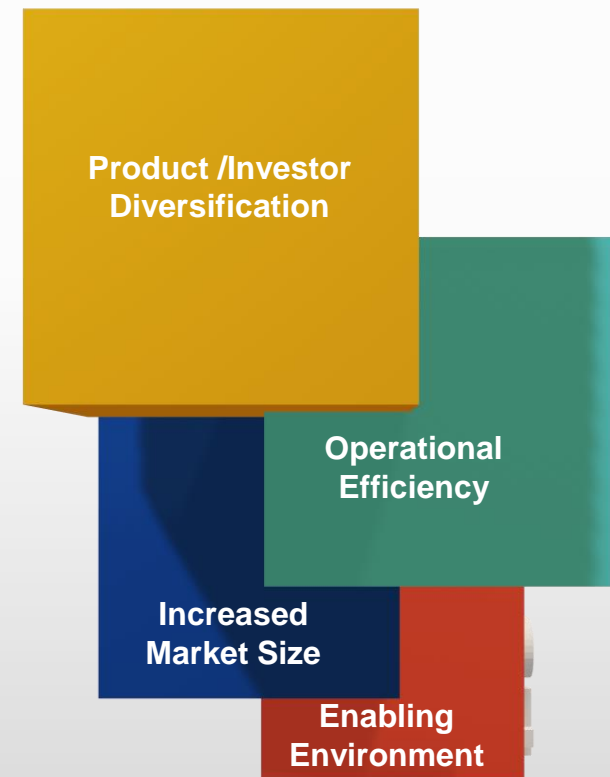 Product /Investor
Diversification
Operational
Efficiency
Increased
Market Size
Enabling
Environment